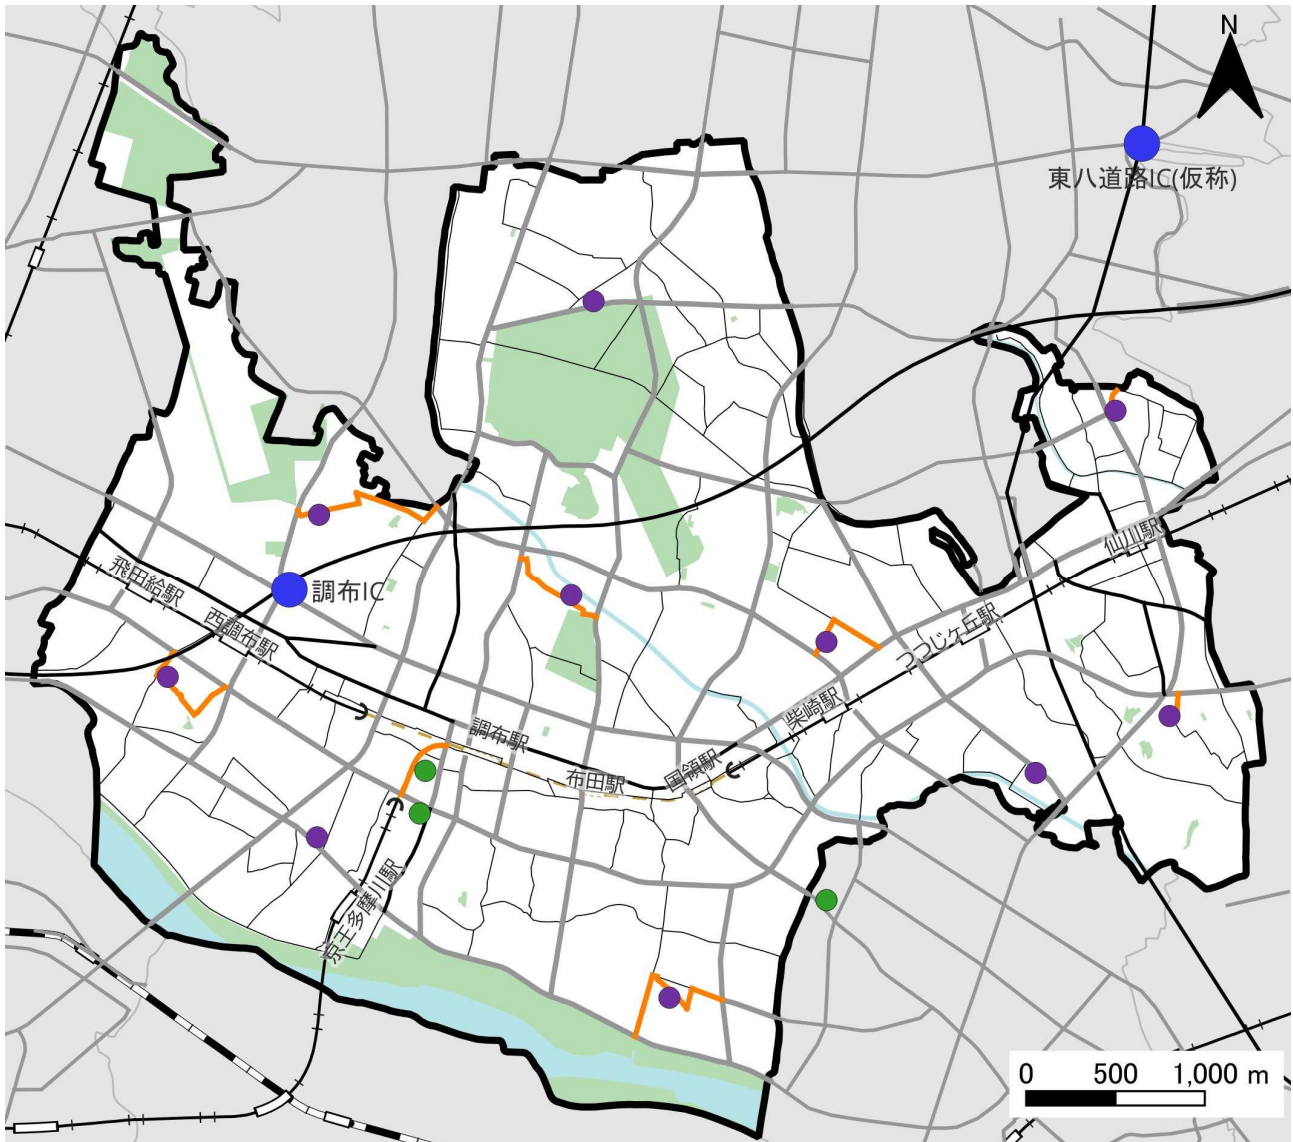 N
東八道路IC(仮称)
仙川駅
飛田給駅
調布IC
西調布駅
つつじヶ丘駅
柴崎駅
調布駅
国領駅
布田駅
京王多摩川駅
0 500 1,000 m